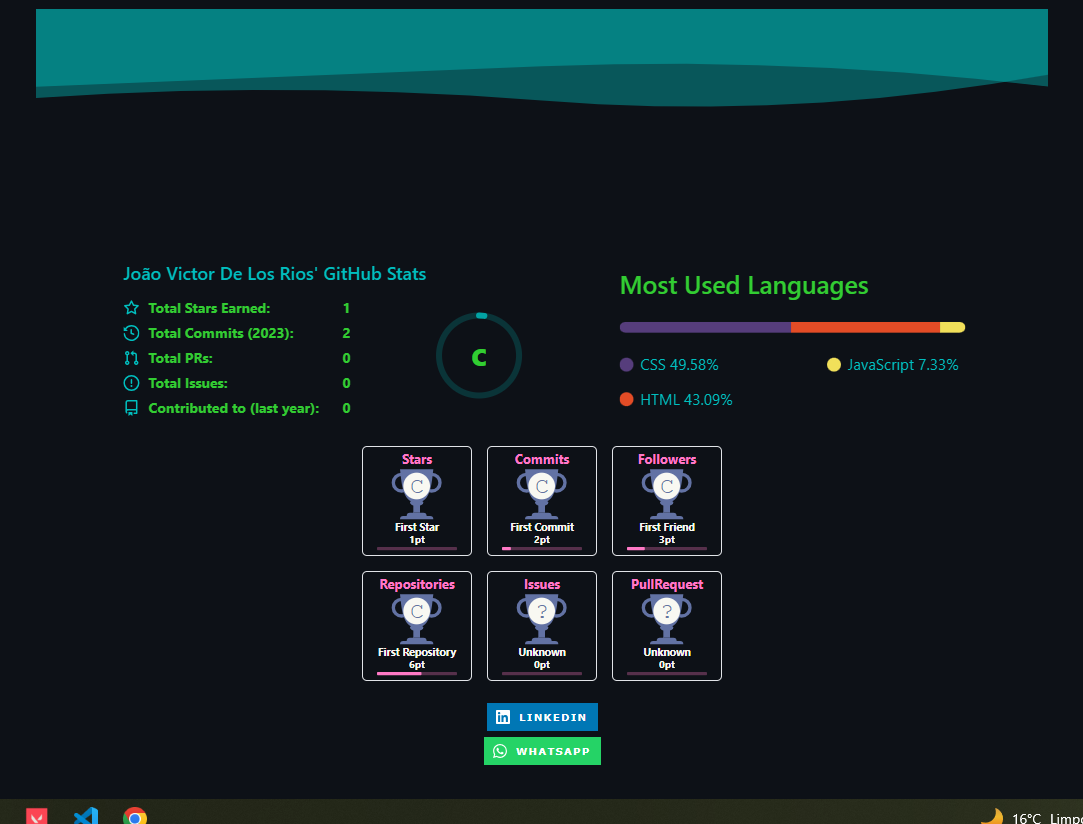 João Victor De Los Rios' GitHub Stats
Total Stars Earned: 1
Total Commits (2023): 2
Total PRs: 0
Total Issues: 0
Contributed to (last year): 0
C
Most Used Languages
CSS 49.58%
JavaScript 7.33%
HTML 43.09%
Stars
C
First Star
1pt
Commits
C
First Commit
2pt
Followers
C
First Friend
3pt
Repositories
C
First Repository
6pt
Issues
?
Unknown
0pt
PullRequest
?
Unknown
0pt
in LINKEDIN
WHATSAPP
16°C Limpo